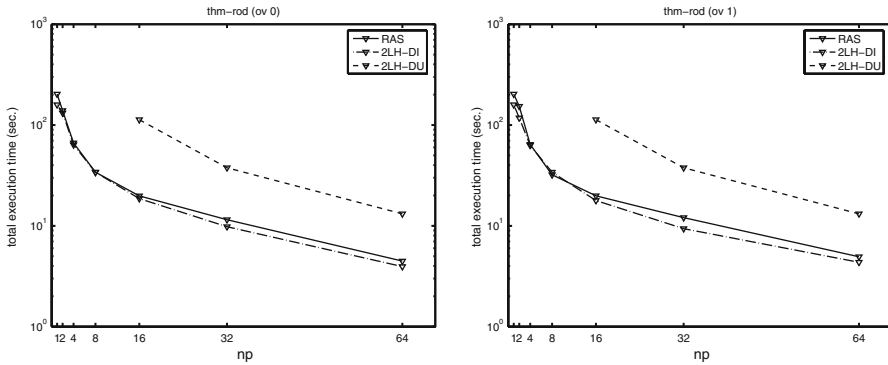 thm-rod (ov 0)
10³
10²
10¹
10⁰
total execution time (sec.)
RAS
2LH-DI
2LH-DU
1 2 4 8 16 32 64
np
thm-rod (ov 1)
10³
10²
10¹
10⁰
total execution time (sec.)
RAS
2LH-DI
2LH-DU
1 2 4 8 16 32 64
np